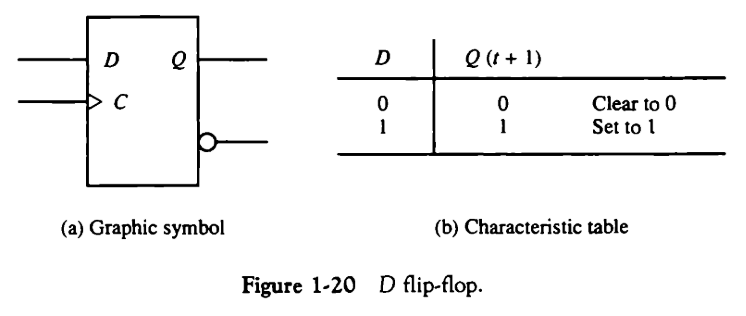 D Q
C
(a) Graphic symbol
D Q (t + 1)
0 0 Clear to 0
1 1 Set to 1
(b) Characteristic table
Figure 1-20 D flip-flop.